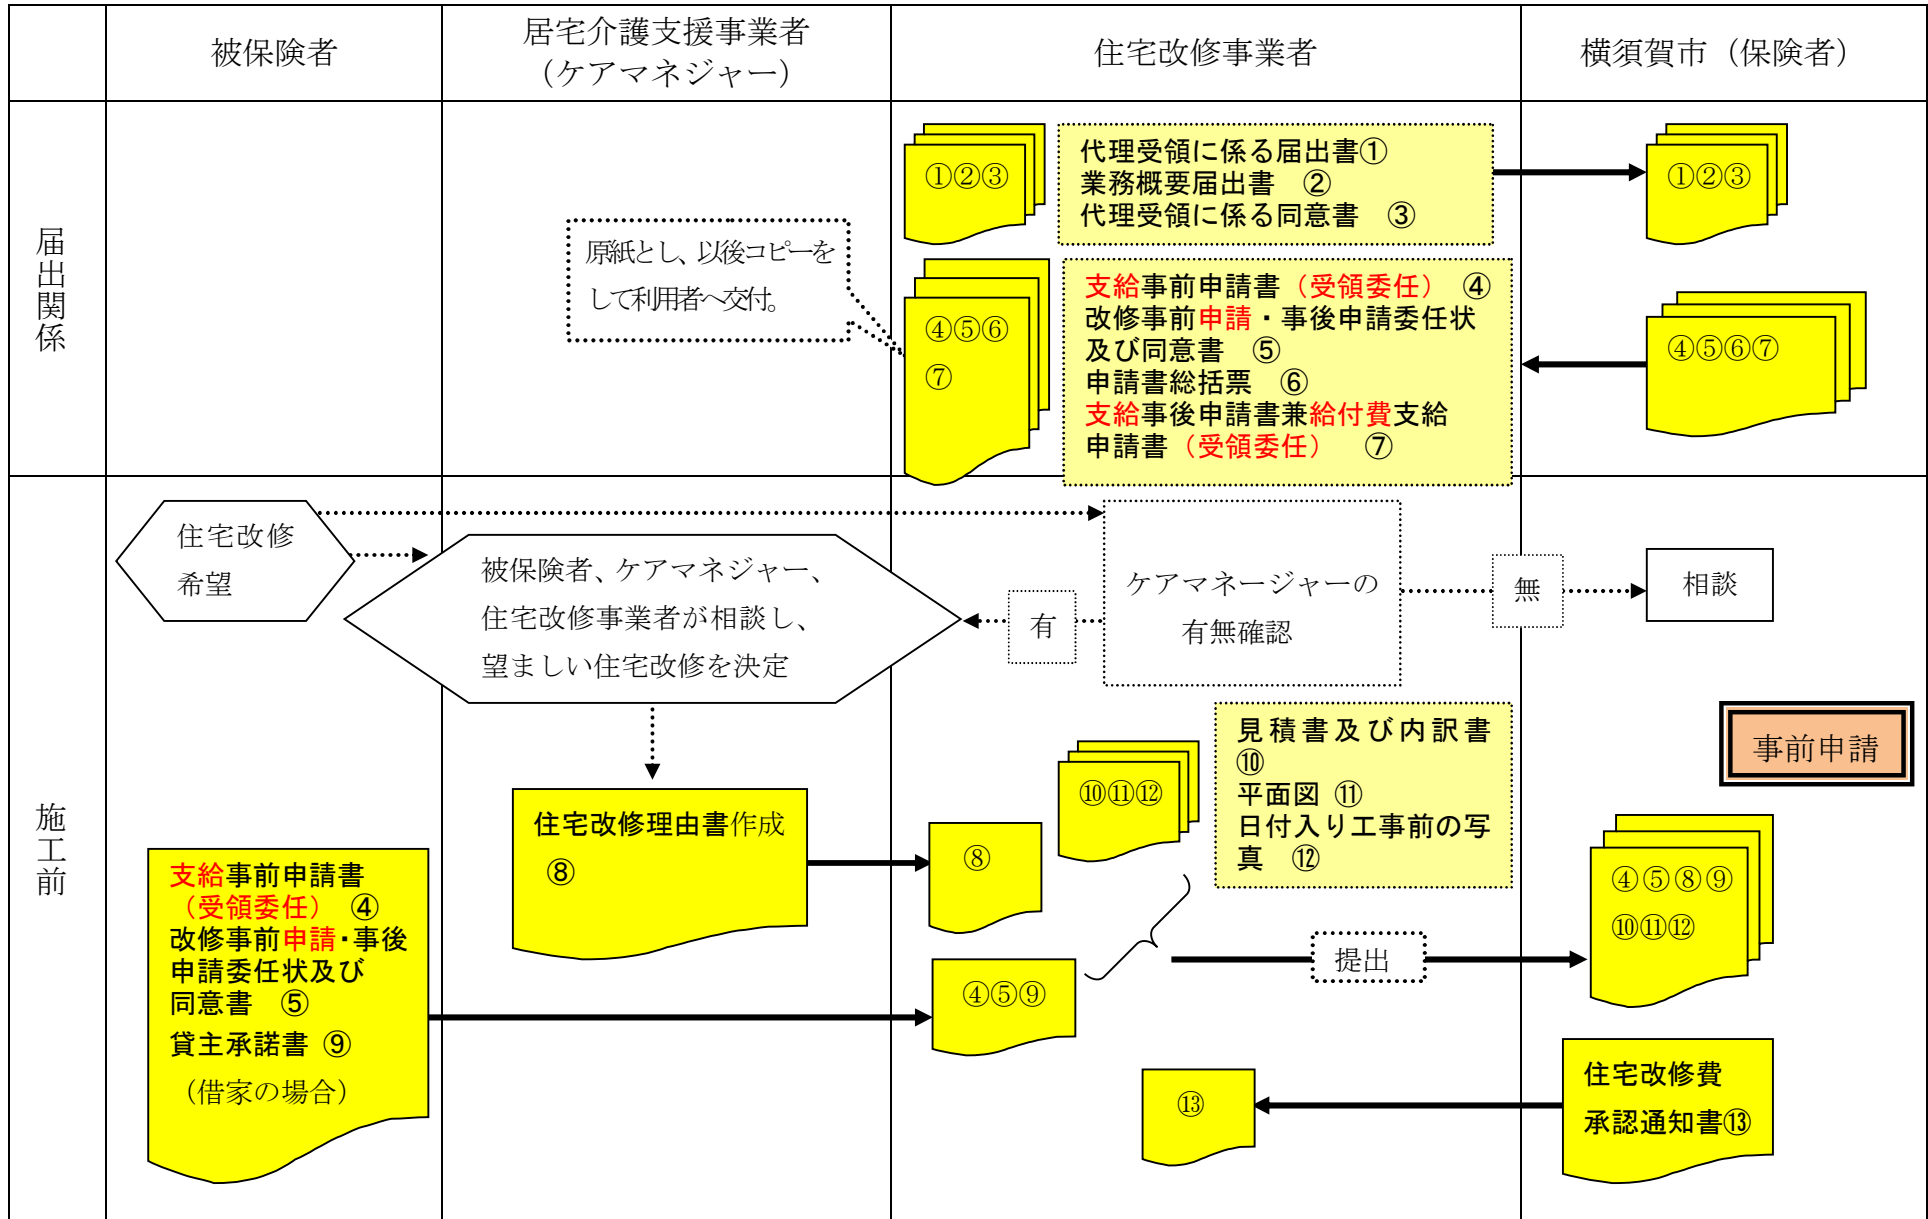 被保険者
居宅介護支援事業者
（ケアマネジャー）
住宅改修事業者
横須賀市（保険者）
届出関係
①②③
代理受領に係る届出書①
業務概要届出書　②
代理受領に係る同意書　③
①②③
原紙とし、以後コピーを
して利用者へ交付。
④⑤⑥
⑦
支給事前申請書（受領委任）　④
改修事前申請・事後申請委任状
及び同意書　⑤
申請書総括票　⑥
支給事後申請書兼給付費支給
申請書（受領委任）　⑦
④⑤⑥⑦
施工前
住宅改修
希望
被保険者、ケアマネジャー、
住宅改修事業者が相談し、
望ましい住宅改修を決定
有
ケアマネージャーの
有無確認
無
相談
事前申請
住宅改修理由書作成
⑧
⑧
⑩⑪⑫
見積書及び内訳書
⑩
平面図　⑪
日付入り工事前の写
真　⑫
支給事前申請書
（受領委任）　④
改修事前申請・事後
申請委任状及び
同意書　⑤
貸主承諾書　⑨
（借家の場合）
④⑤⑨
提出
④⑤⑧⑨
⑩⑪⑫
⑬
住宅改修費
承認通知書⑬